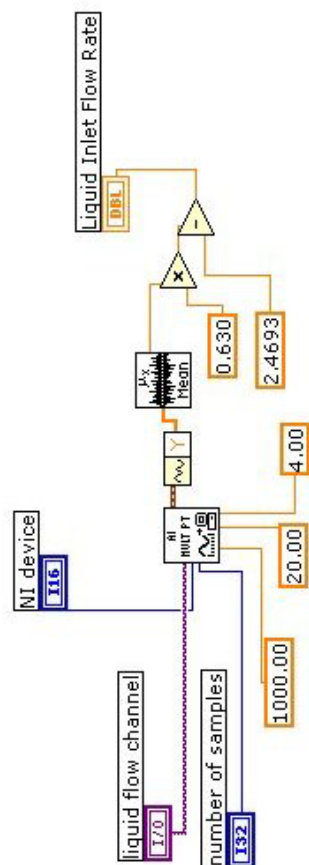 NI device
I16
liquid flow channel
I/O
number of samples
I32
AI
MULT PT
1000.00
20.00
4.00
Y
μx
Mean
×
0.630
-
2.4693
Liquid Inlet Flow Rate
DBL